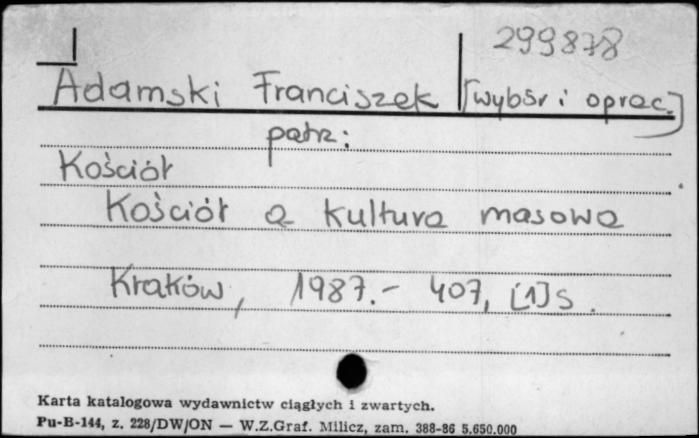 299878
Adamski Franciszek [wybór i oprac.]
patrz:
Kościół
Kościół a kultura masowa
Kraków, 1987.- 407, [1] s.
Karta katalogowa wydawnictw ciągłych i zwartych.
Pu-B-144, z. 228/DW/ON — W.Z.Graf. Milicz, zam. 388-86 5.650.000